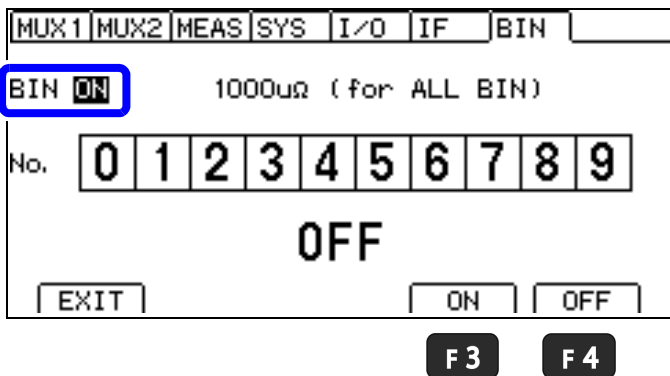 MUX1 MUX2 MEAS SYS I/O IF BIN
BIN ON 1000uΩ (for ALL BIN)
No. 0 1 2 3 4 5 6 7 8 9
OFF
EXIT ON OFF
F3 F4